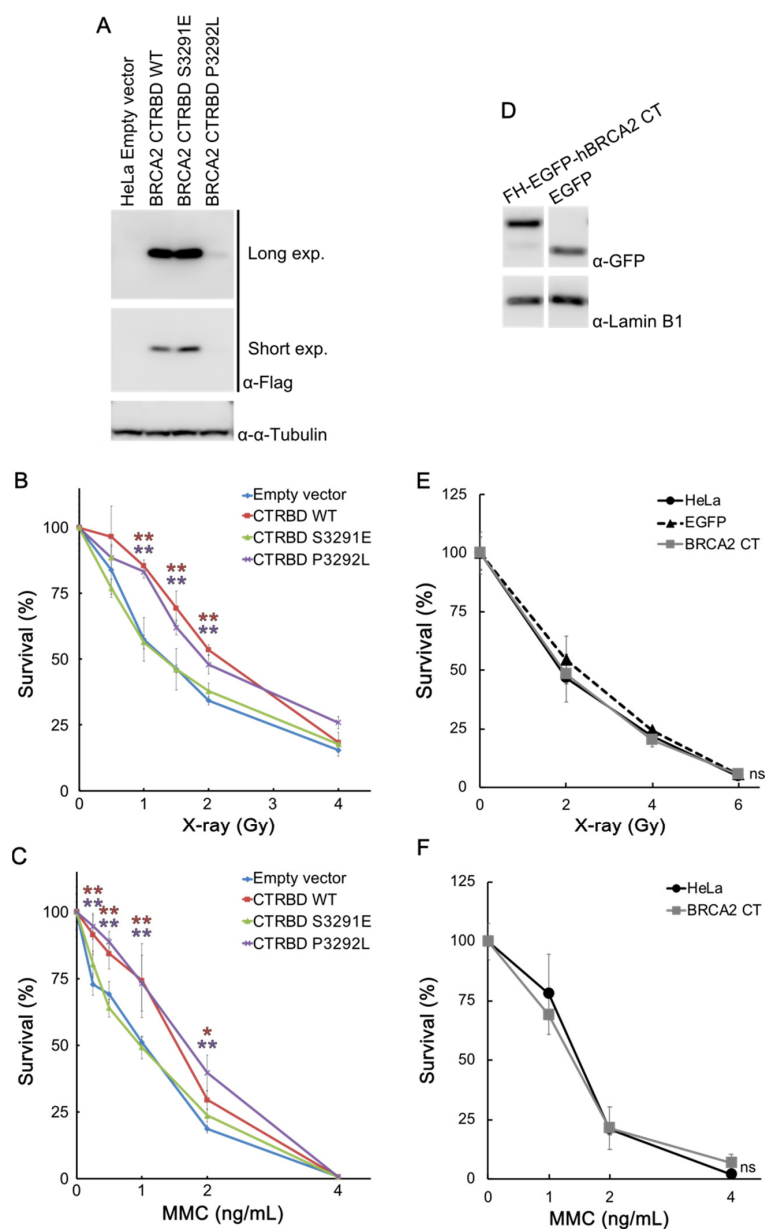 A
HeLa Empty vector
BRCA2 CTRBD WT
BRCA2 CTRBD S3291E
BRCA2 CTRBD P3292L
Long exp.
Short exp.
α-Flag
α-α-Tubulin
D
FH-EGFP-hBRCA2 CT
EGFP
α-GFP
α-Lamin B1
B
Empty vector
CTRBD WT
CTRBD S3291E
CTRBD P3292L
100
75
50
25
0
Survival (%)
** ** **
** ** **
0 1 2 3 4
X-ray (Gy)
E
HeLa
EGFP
BRCA2 CT
125
100
75
50
25
0
Survival (%)
ns
0 2 4 6
X-ray (Gy)
C
Empty vector
CTRBD WT
CTRBD S3291E
CTRBD P3292L
100
75
50
25
0
Survival (%)
** ** ** *
** ** ** **
0 1 2 4
MMC (ng/mL)
F
HeLa
BRCA2 CT
125
100
75
50
25
0
Survival (%)
ns
0 1 2 4
MMC (ng/mL)